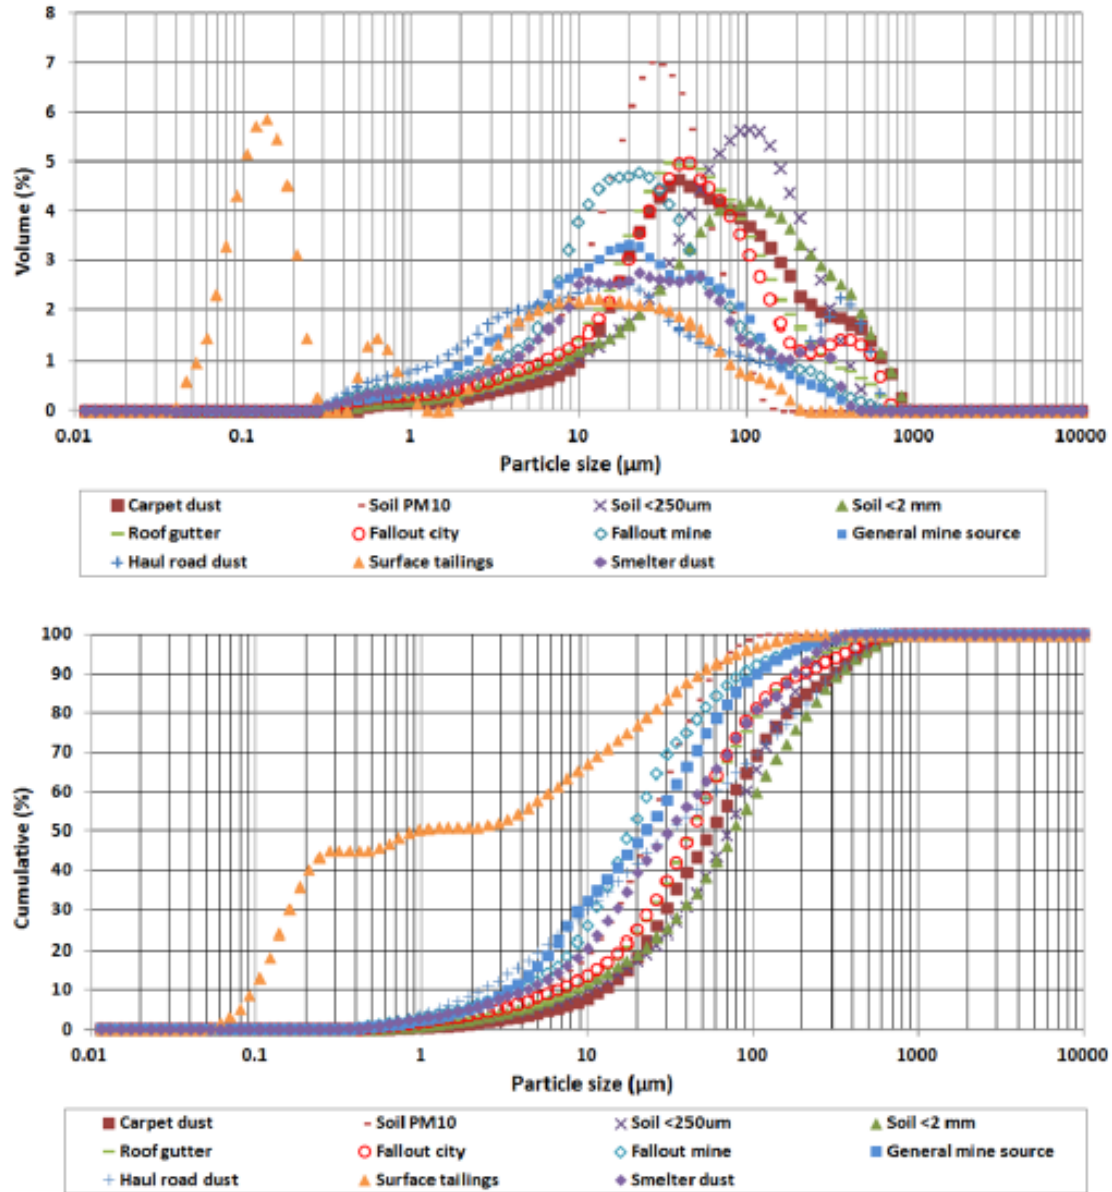 8
7
6
5
4
3
2
1
0
Volume (%)
0.01 0.1 1 10 100 1000 10000
Particle size (µm)
Carpet dust Soil PM10 Soil <250um Soil <2 mm
Roof gutter Fallout city Fallout mine General mine source
Haul road dust Surface tailings Smelter dust
100
90
80
70
60
50
40
30
20
10
0
Cumulative (%)
0.01 0.1 1 10 100 1000 10000
Particle size (µm)
Carpet dust Soil PM10 Soil <250um Soil <2 mm
Roof gutter Fallout city Fallout mine General mine source
Haul road dust Surface tailings Smelter dust